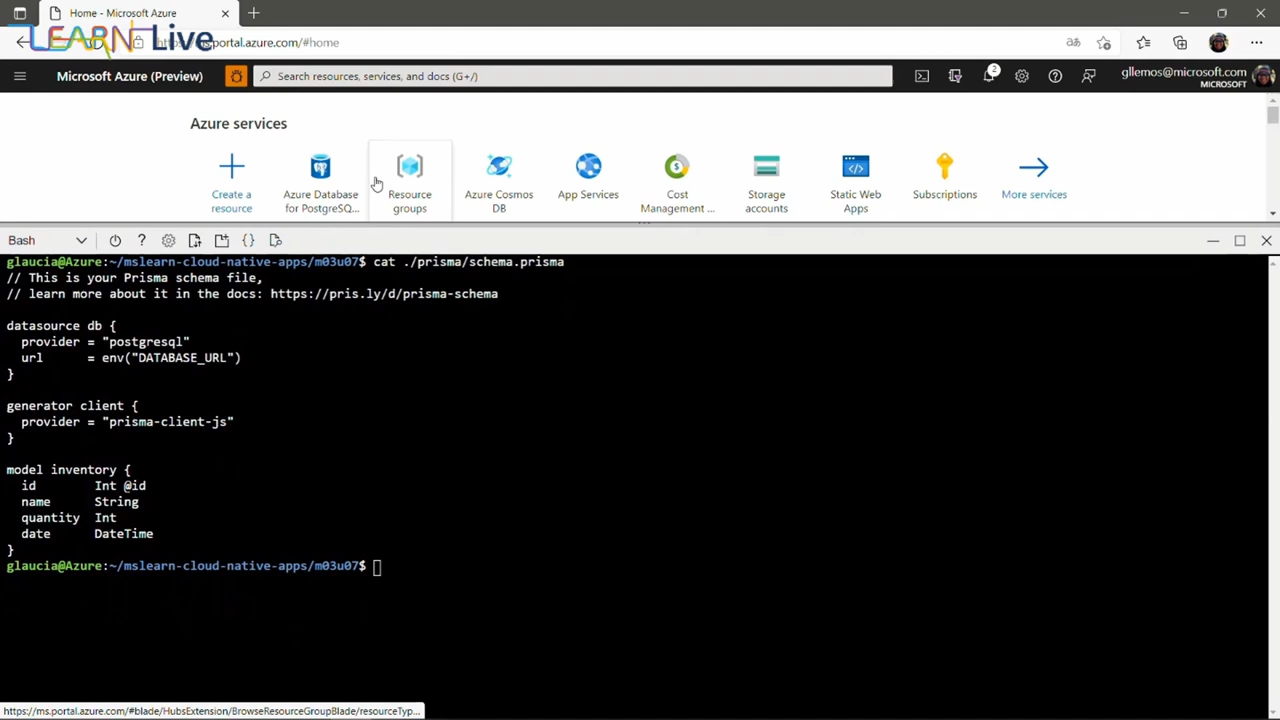 Home - Microsoft Azure
LEARN Live
https://ms.portal.azure.com/#home
Microsoft Azure (Preview)
Search resources, services, and docs (G+/)
2
gllemos@microsoft.com
MICROSOFT
Azure services
Create a resource
Azure Database for PostgreSQ...
Resource groups
Azure Cosmos DB
App Services
Cost Management ...
Storage accounts
Static Web Apps
Subscriptions
More services
Bash
glaucia@Azure:~/mslearn-cloud-native-apps/m03u07$ cat ./prisma/schema.prisma
// This is your Prisma schema file,
// learn more about it in the docs: https://pris.ly/d/prisma-schema
datasource db {
  provider = "postgresql"
  url      = env("DATABASE_URL")
}
generator client {
  provider = "prisma-client-js"
}
model inventory {
  id        Int @id
  name      String
  quantity  Int
  date      DateTime
}
glaucia@Azure:~/mslearn-cloud-native-apps/m03u07$
https://ms.portal.azure.com/#blade/HubsExtension/BrowseResourceGroupBlade/resourceTyp...